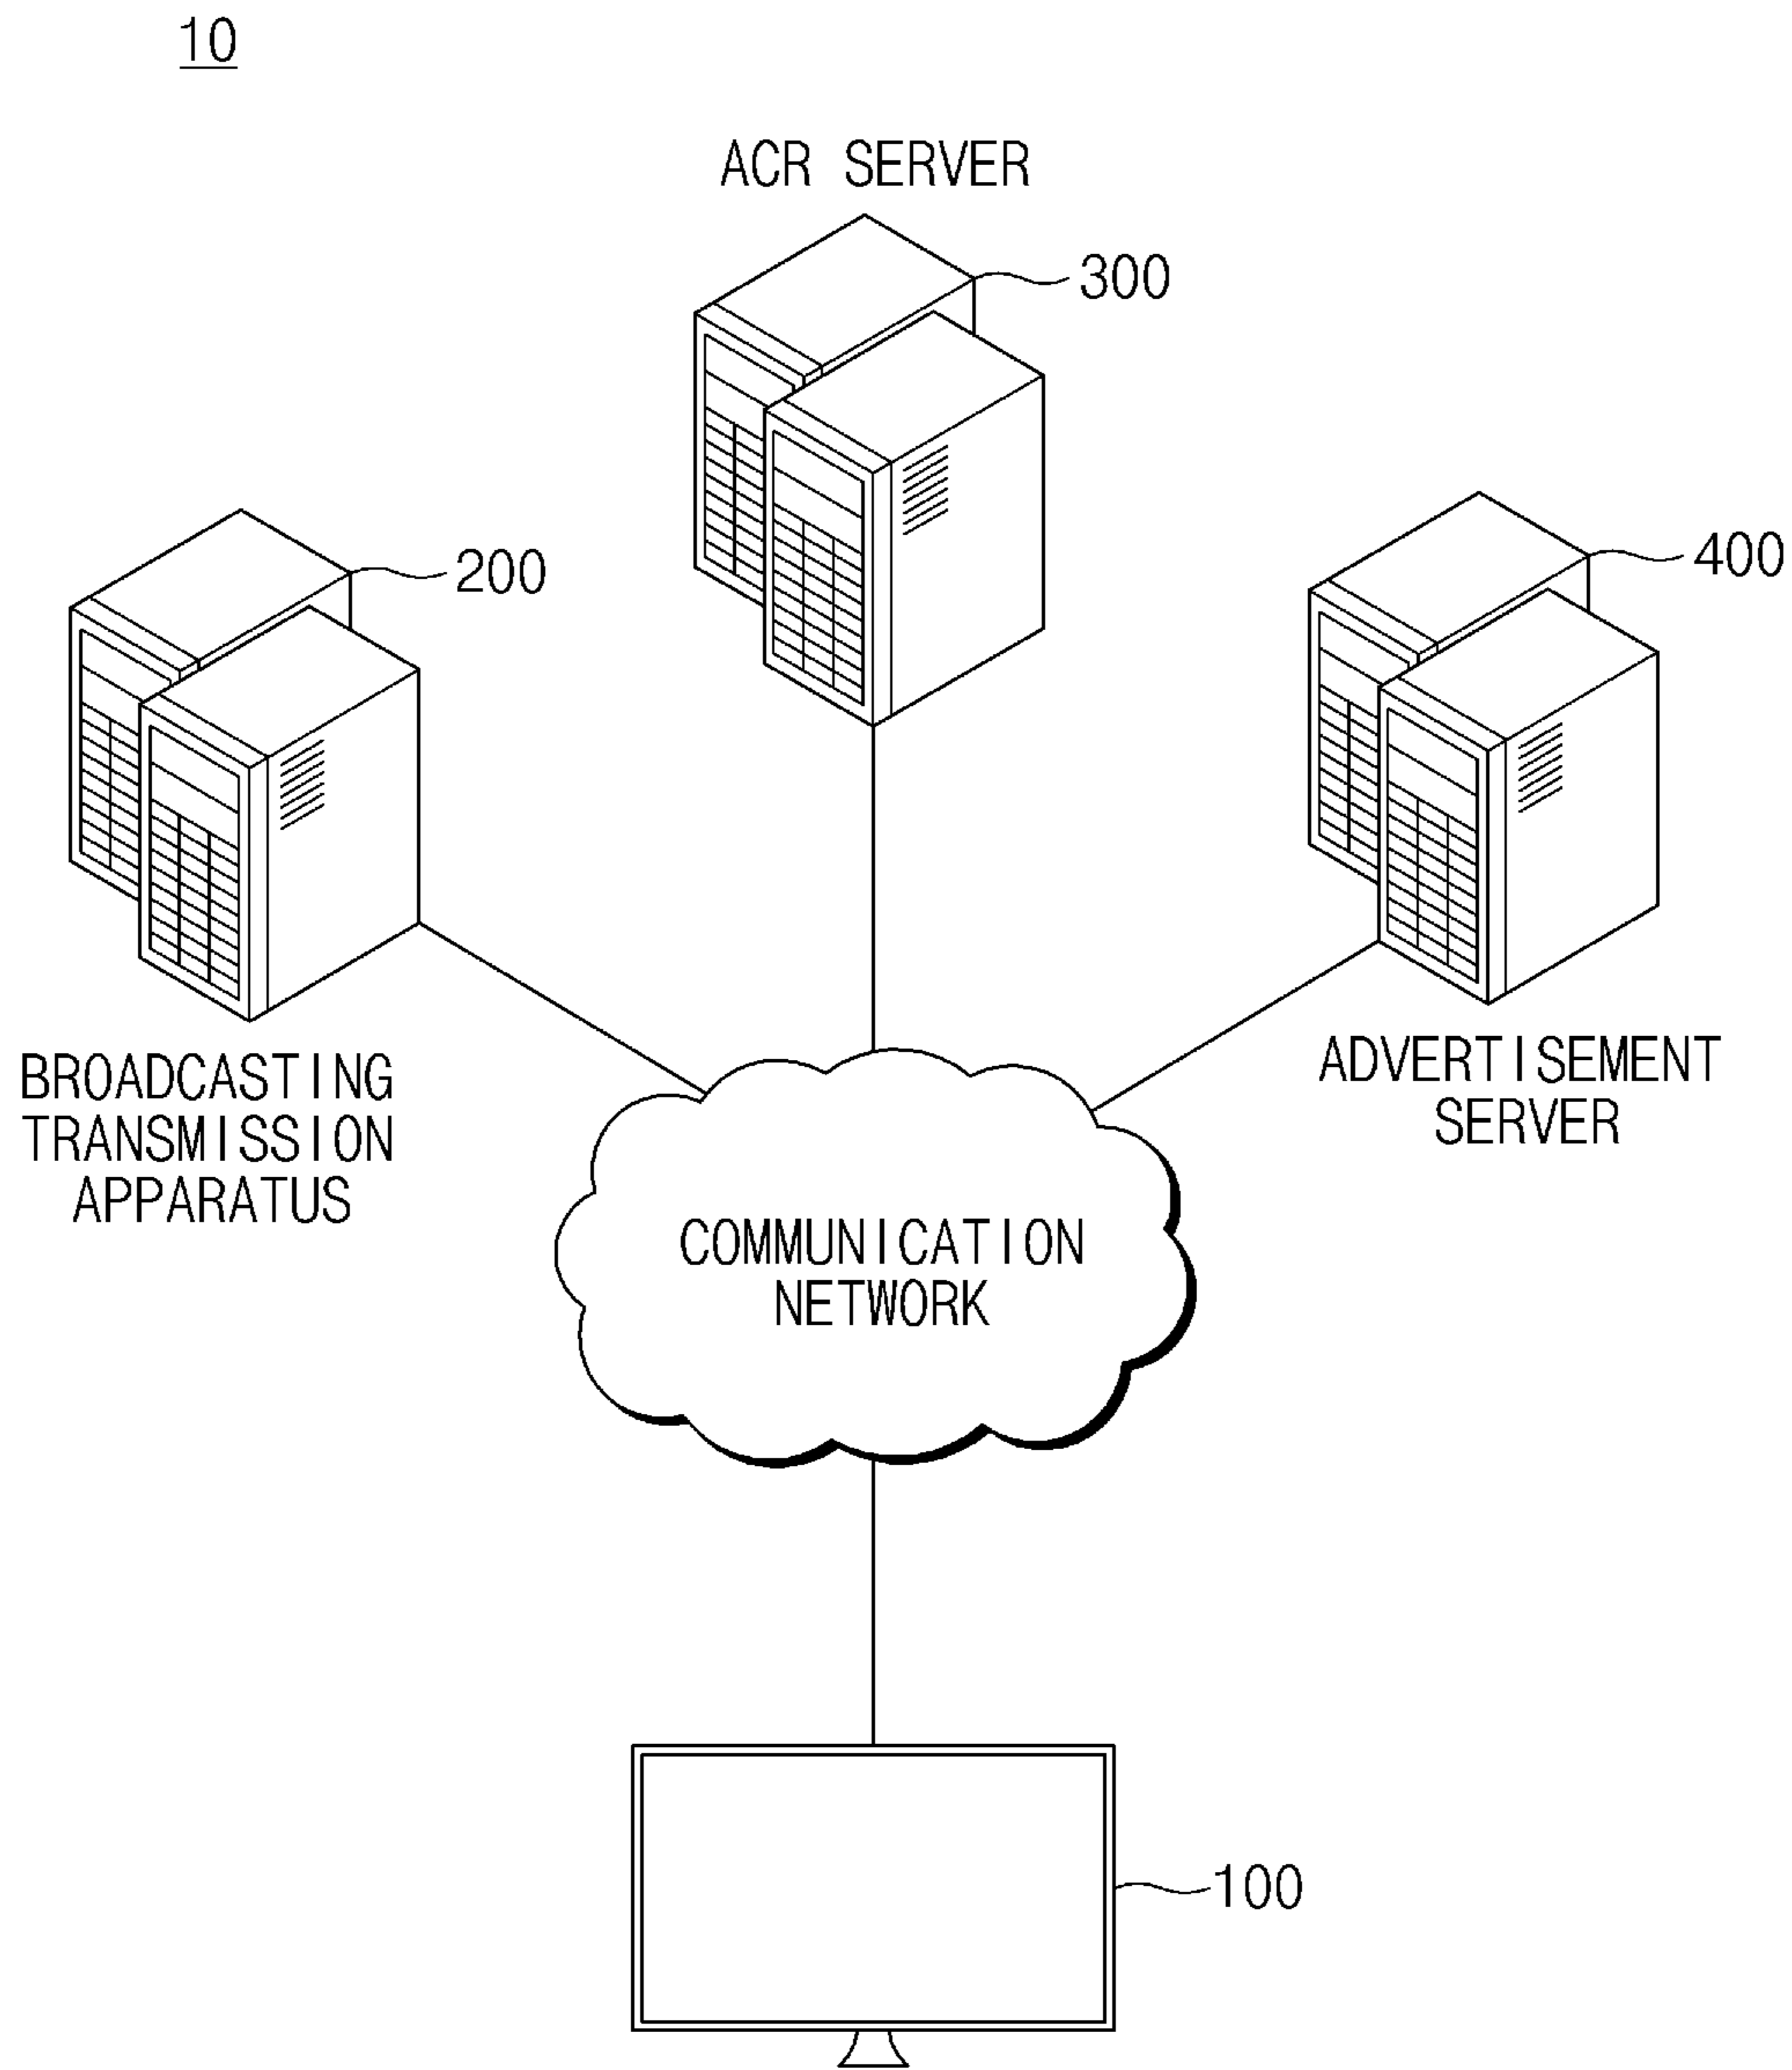 10
ACR SERVER
300
200
400
BROADCASTING
TRANSMISSION
APPARATUS
ADVERTISEMENT
SERVER
COMMUNICATION
NETWORK
100